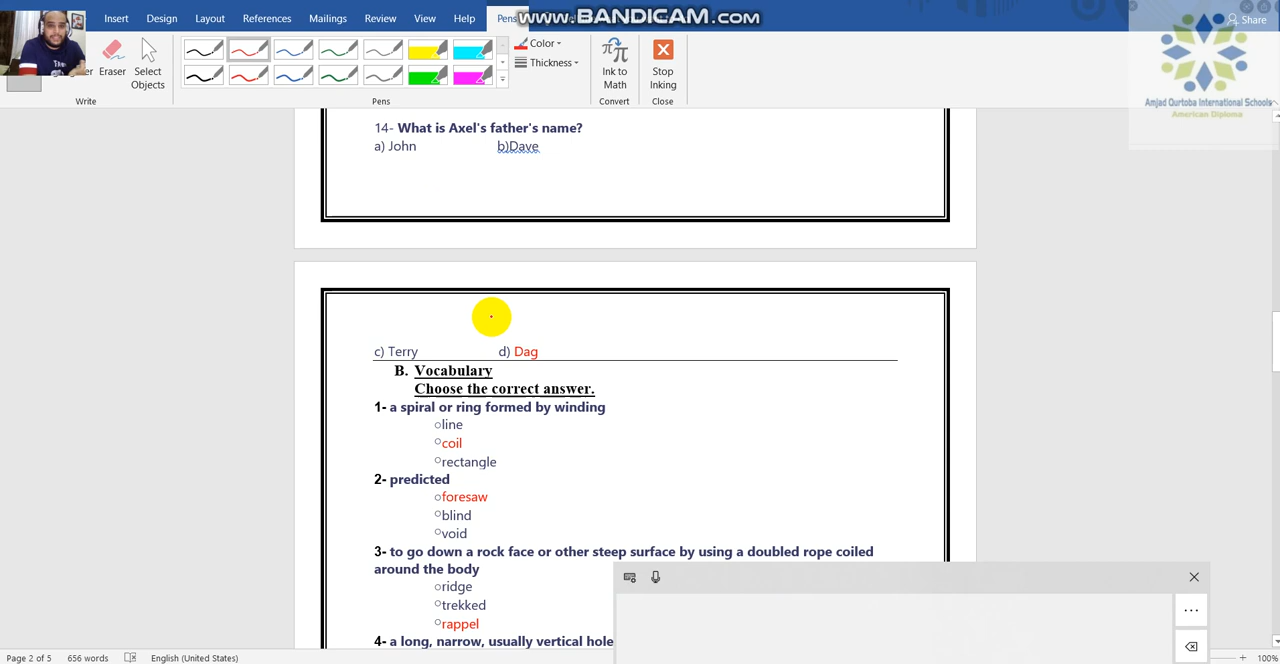 Insert Design Layout References Mailings Review View Help Pens
www.BANDICAM.com
Share
Eraser Select Objects
Color
Thickness
Ink to Math
Stop Inking
Write Pens Convert Close
Amjad Qurtoba International Schools
American Diploma
14- What is Axel's father's name?
a) John b)Dave
c) Terry d) Dag
B. Vocabulary
Choose the correct answer.
1- a spiral or ring formed by winding
line
coil
rectangle
2- predicted
foresaw
blind
void
3- to go down a rock face or other steep surface by using a doubled rope coiled
around the body
ridge
trekked
rappel
4- a long, narrow, usually vertical hole
Page 2 of 5 656 words English (United States) 100%